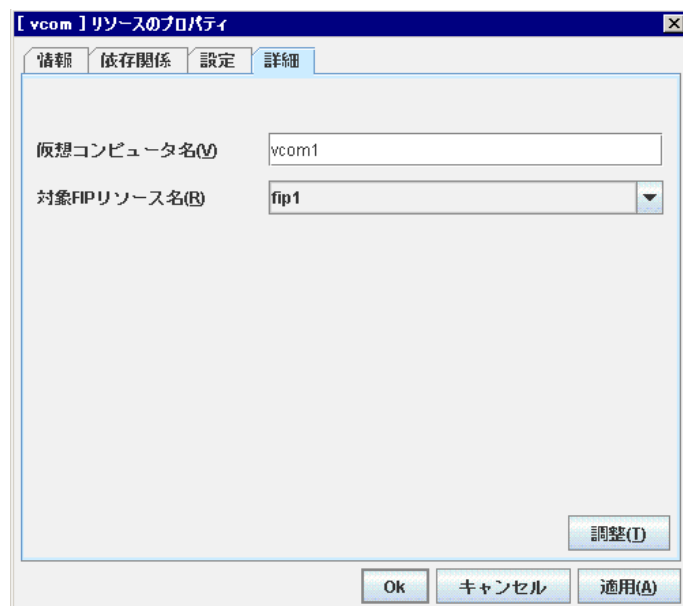 [ vcom ] リソースのプロパティ
情報 依存関係 設定 詳細
仮想コンピュータ名(V) vcom1
対象FIPリソース名(R) fip1
調整(T)
Ok キャンセル 適用(A)